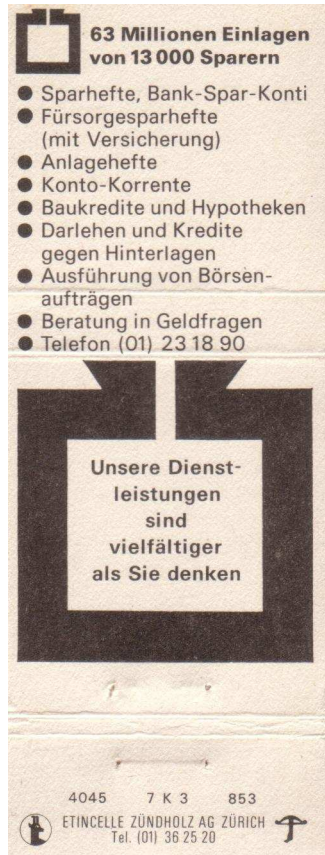 63 Millionen Einlagen
von 13 000 Sparern
● Sparhefte, Bank-Spar-Konti
● Fürsorgesparhefte
(mit Versicherung)
● Anlagehefte
● Konto-Korrente
● Baukredite und Hypotheken
● Darlehen und Kredite
gegen Hinterlagen
● Ausführung von Börsen-
aufträgen
● Beratung in Geldfragen
● Telefon (01) 23 18 90
Unsere Dienst-
leistungen
sind
vielfältiger
als Sie denken
4045 7 K 3 853
ETINCELLE ZÜNDHOLZ AG ZÜRICH
Tel. (01) 36 25 20